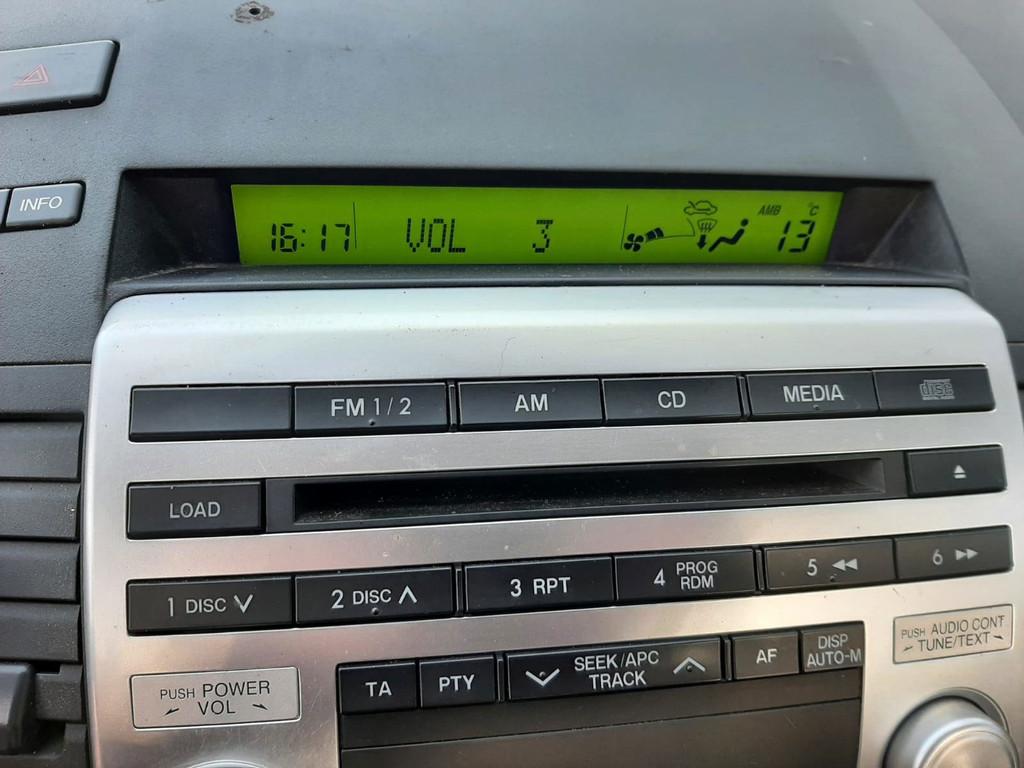 INFO
16:17 VOL 3 AMB °C 13
FM 1/2 AM CD MEDIA disc
LOAD
1 DISC 2 DISC 3 RPT 4 PROG RDM 5 6
TA PTY SEEK/APC TRACK AF DISP AUTO-M
PUSH POWER
VOL
PUSH AUDIO CONT
TUNE/TEXT